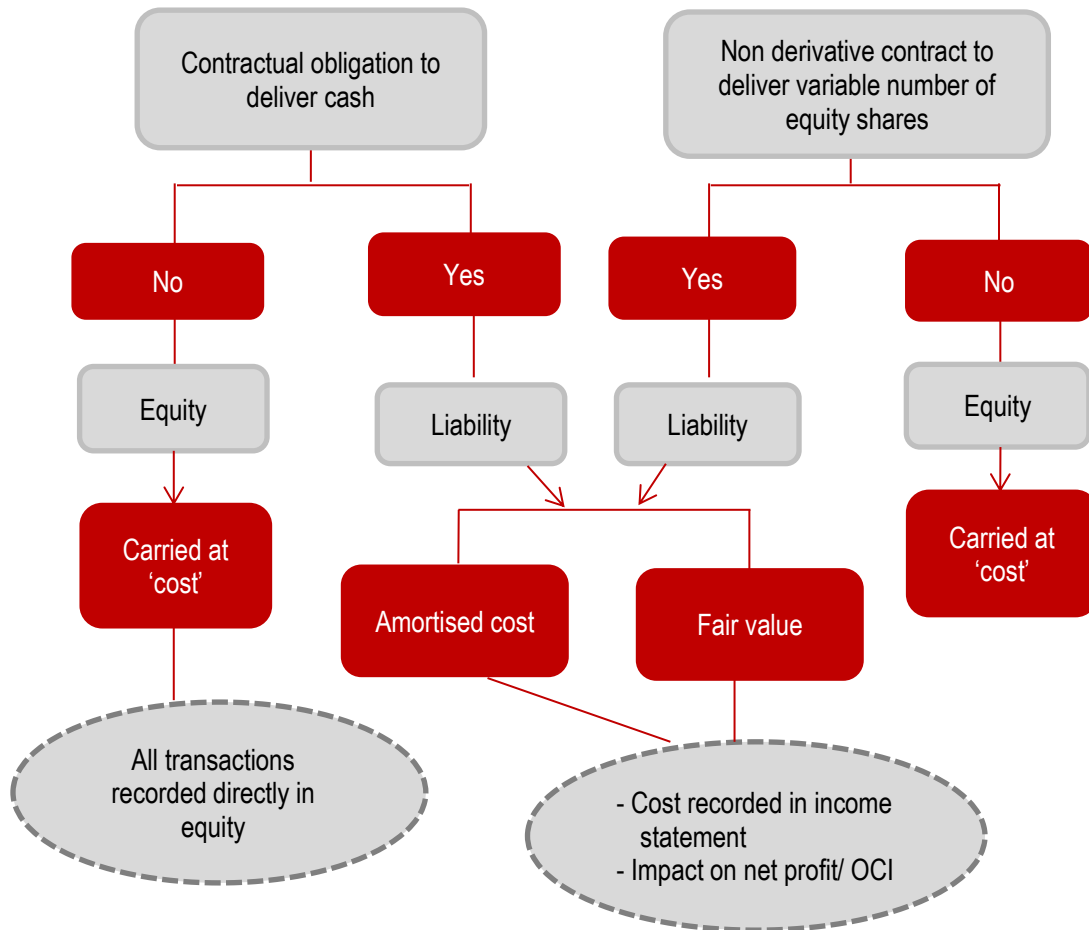 Contractual obligation to
deliver cash
Non derivative contract to
deliver variable number of
equity shares
No
Yes
Yes
No
Equity
Liability
Liability
Equity
Carried at
‘cost’
Amortised cost
Fair value
Carried at
‘cost’
All transactions
recorded directly in
equity
- Cost recorded in income
statement
- Impact on net profit/ OCI